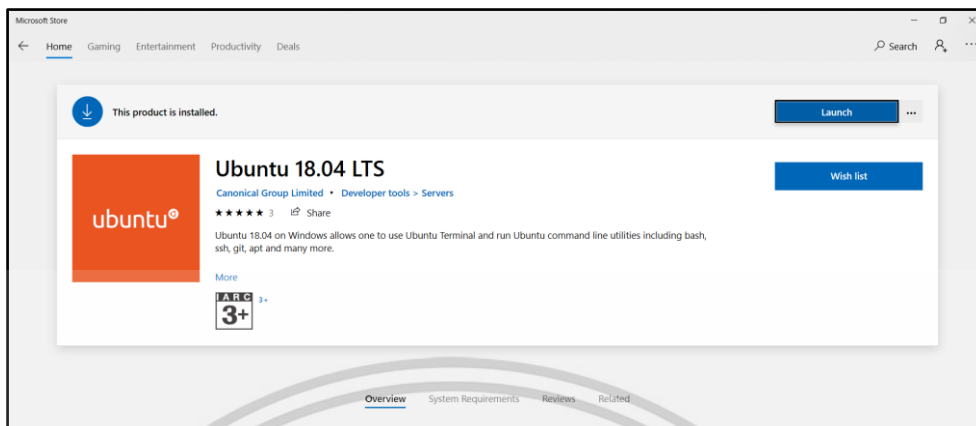 Microsoft Store
Home Gaming Entertainment Productivity Deals Search
This product is installed. Launch
ubuntu
Ubuntu 18.04 LTS
Wish list
Canonical Group Limited • Developer tools > Servers
★★★★★ 3 Share
Ubuntu 18.04 on Windows allows one to use Ubuntu Terminal and run Ubuntu command line utilities including bash,
ssh, git, apt and many more.
More
IARC
3+
3+
Overview System Requirements Reviews Related